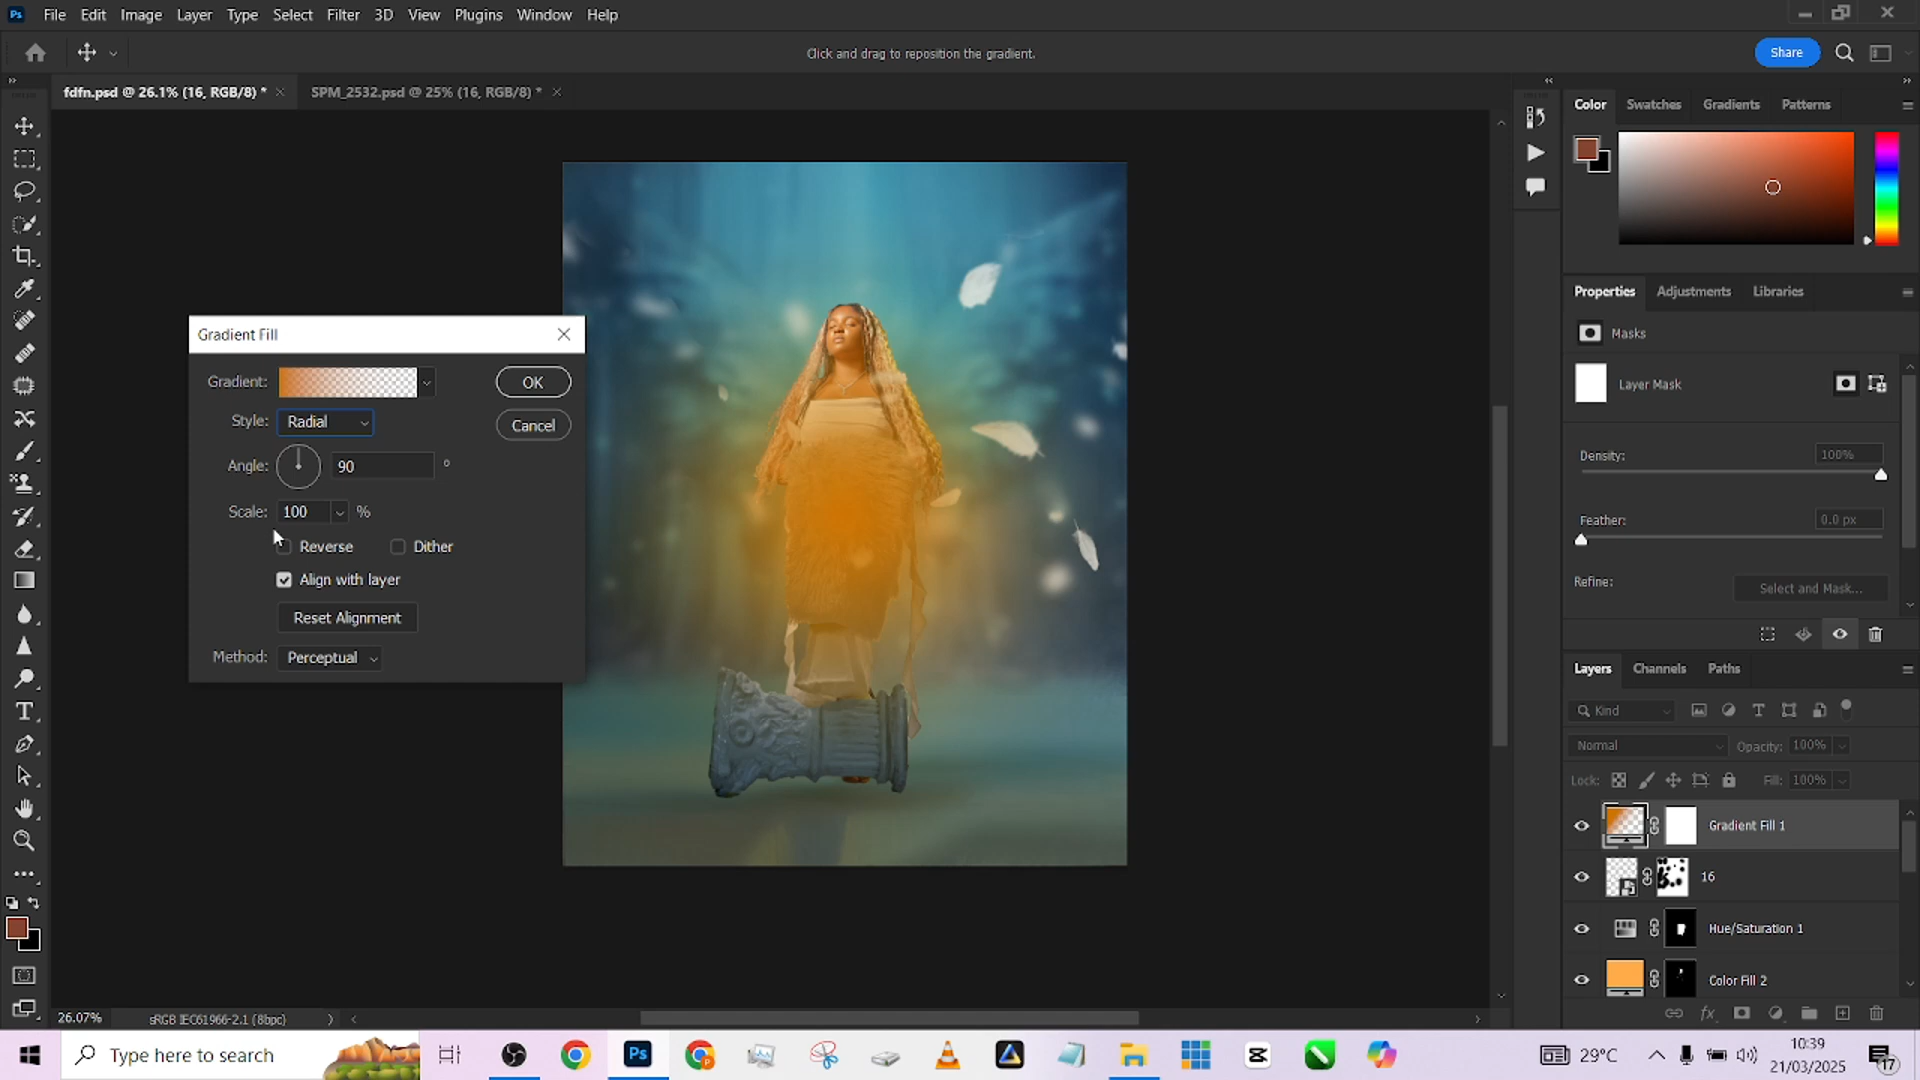 Ps File Edit Image Layer Type Select Filter 3D View Plugins Window Help
Click and drag to reposition the gradient.
Share
fdfn.psd @ 26.1% (16, RGB/8) *
SPM_2532.psd @ 25% (16, RGB/8) *
Color Swatches Gradients Patterns
Gradient Fill
Gradient:
OK
Style: Radial
Cancel
Angle: 90 °
Scale: 100 %
Reverse Dither
Align with layer
Reset Alignment
Method: Perceptual
Properties Adjustments Libraries
Masks
Layer Mask
Density: 100%
Feather: 0.0 px
Refine: Select and Mask...
Layers Channels Paths
Kind
Normal Opacity: 100%
Lock: Fill: 100%
Gradient Fill 1
16
Hue/Saturation 1
Color Fill 2
26.07% sRGB IEC61966-2.1 (8bpc)
Type here to search
Ps
29°C
10:39
21/03/2025
17